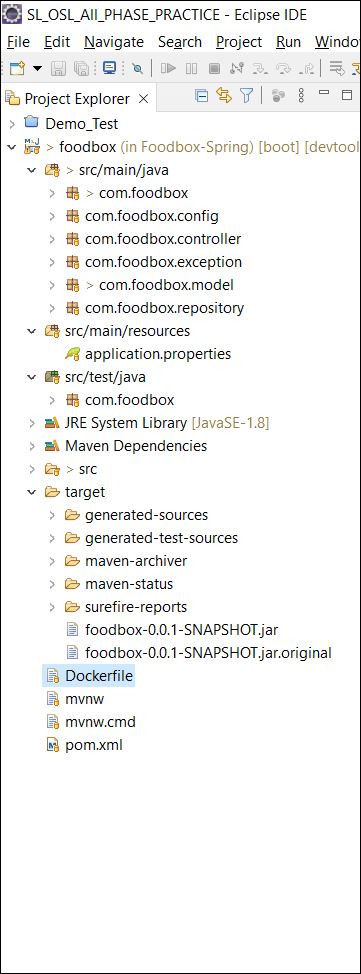 SL_OSL_All_PHASE_PRACTICE - Eclipse IDE
File Edit Navigate Search Project Run Windo
Project Explorer
Demo_Test
> foodbox (in Foodbox-Spring) [boot] [devtool
> src/main/java
> com.foodbox
com.foodbox.config
com.foodbox.controller
com.foodbox.exception
> com.foodbox.model
com.foodbox.repository
src/main/resources
application.properties
src/test/java
com.foodbox
JRE System Library [JavaSE-1.8]
Maven Dependencies
> src
target
generated-sources
generated-test-sources
maven-archiver
maven-status
surefire-reports
foodbox-0.0.1-SNAPSHOT.jar
foodbox-0.0.1-SNAPSHOT.jar.original
Dockerfile
mvnw
mvnw.cmd
pom.xml